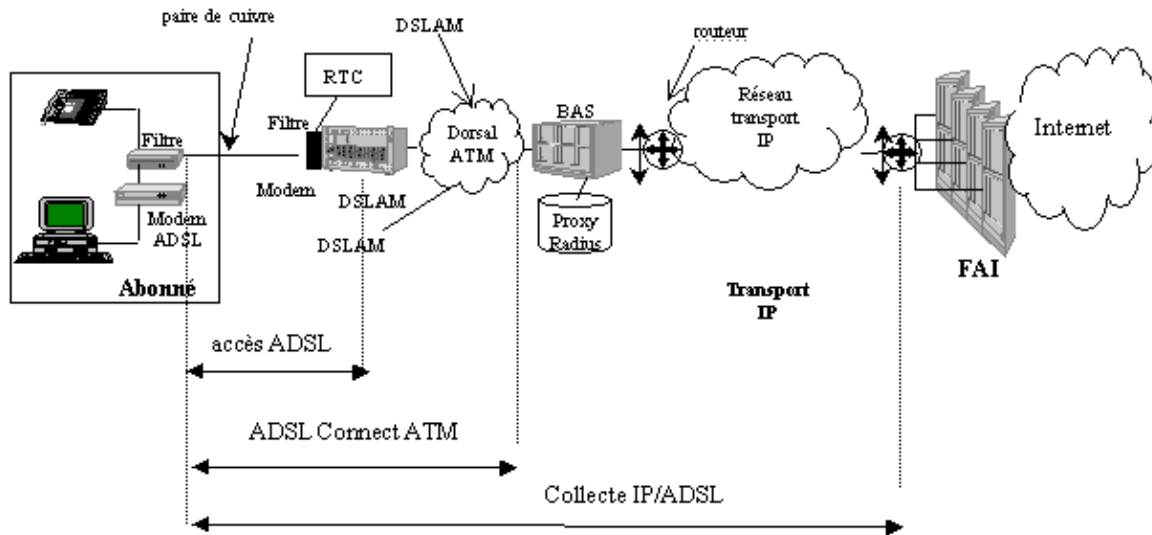 paire de cuivre
DSLAM
routeur
RTC
Réseau
transport
IP
BAS
Filtre
Filtre
Dorsal
ATM
Internet
Modem
DSLAM
Modem
ADSL
DSLAM
Proxy
Radius
Abonné
FAI
Transport
IP
accès ADSL
ADSL Connect ATM
Collecte IP/ADSL